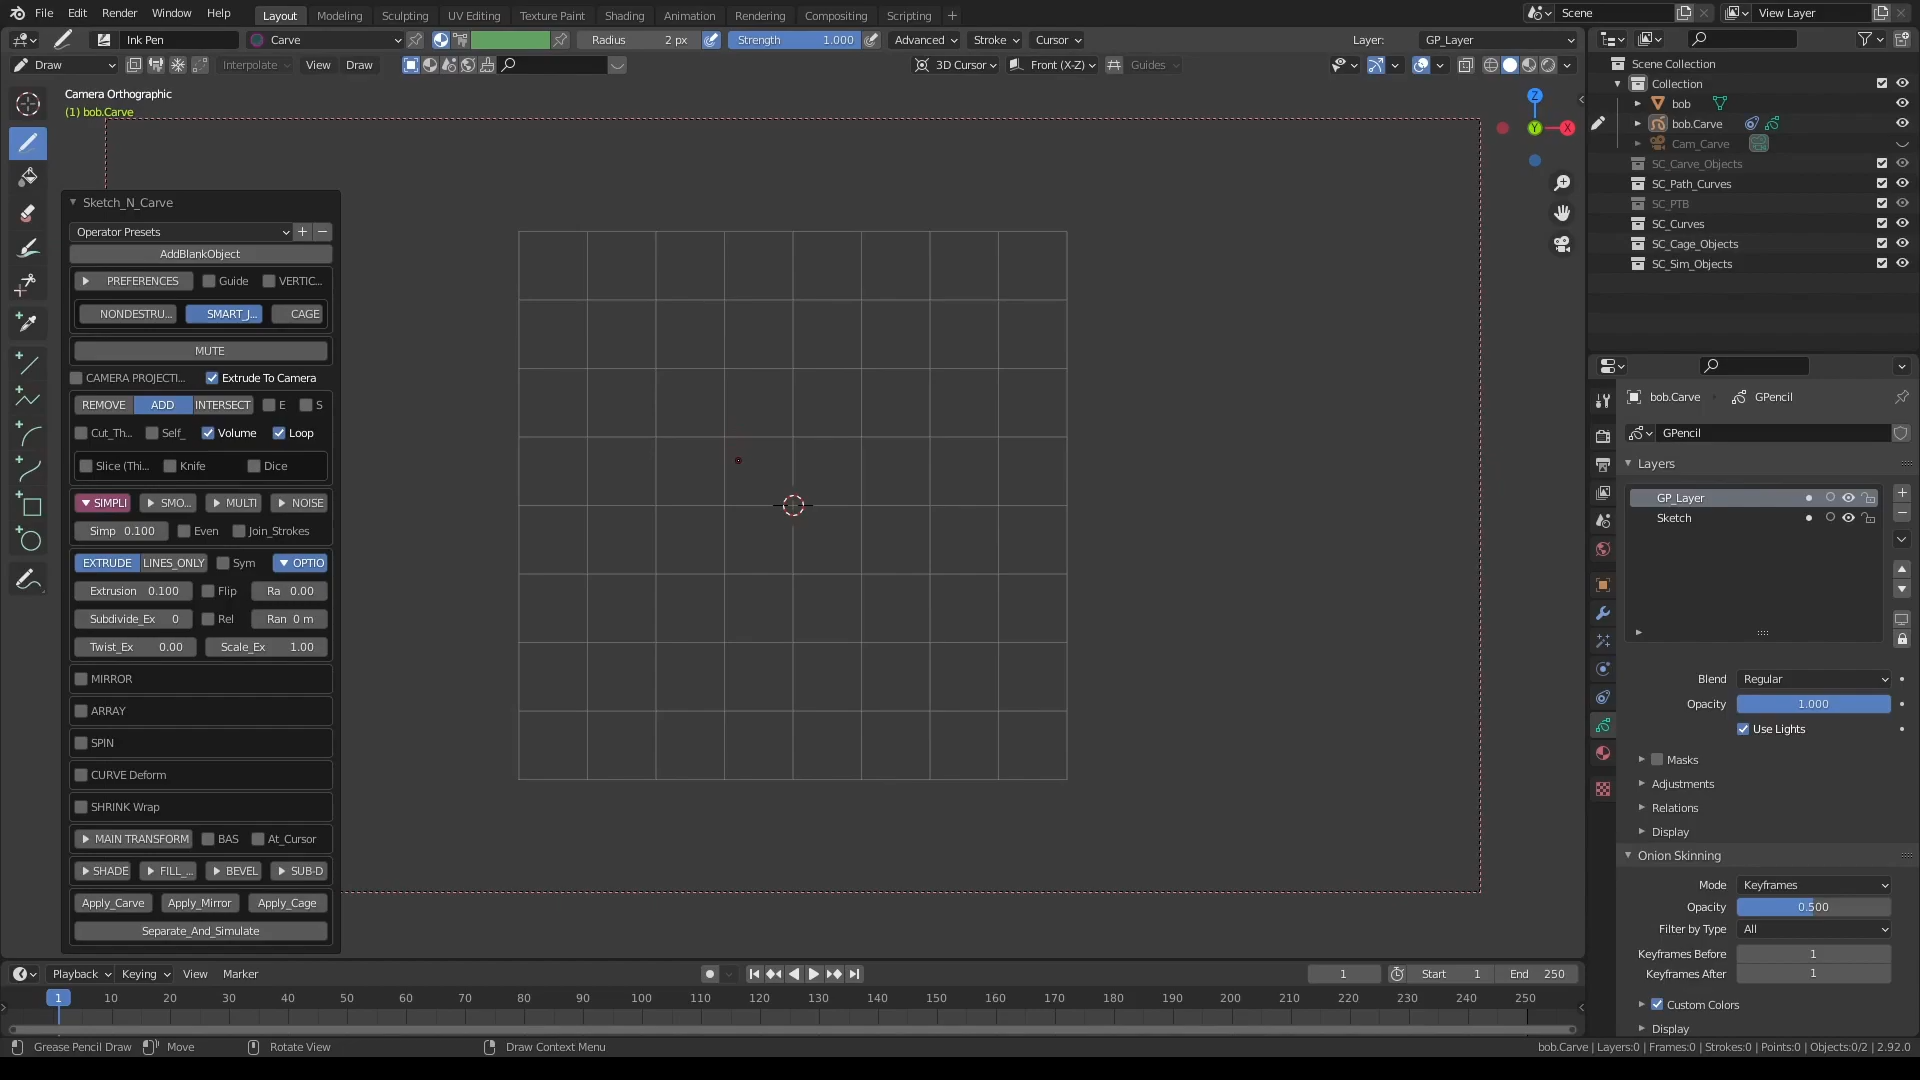 File Edit Render Window Help Layout Modeling Sculpting UV Editing Texture Paint Shading Animation Rendering Compositing Scripting Scene View Layer
Ink Pen Carve Radius 2 px Strength 1.000 Advanced Stroke Cursor Layer: GP_Layer
Draw Interpolate View Draw 3D Cursor Front (X-Z) Guides
Camera Orthographic
(1) bob.Carve
Z
Y
X
Sketch_N_Carve
Operator Presets
AddBlankObject
PREFERENCES Guide VERTIC...
NONDESTRU... SMART_J... CAGE
MUTE
CAMERA PROJECTI... Extrude To Camera
REMOVE ADD INTERSECT E S
Cut_Th... Self_ Volume Loop
Slice (Thi... Knife Dice
SIMPLI SMO... MULTI NOISE
Simp 0.100 Even Join_Strokes
EXTRUDE LINES_ONLY Sym OPTIO
Extrusion 0.100 Flip Ra 0.00
Subdivide_Ex 0 Rel Ran 0 m
Twist_Ex 0.00 Scale_Ex 1.00
MIRROR
ARRAY
SPIN
CURVE Deform
SHRINK Wrap
MAIN TRANSFORM BAS At_Cursor
SHADE FILL_... BEVEL SUB-D
Apply_Carve Apply_Mirror Apply_Cage
Separate_And_Simulate
Scene Collection
Collection
bob
bob.Carve
Cam_Carve
SC_Carve_Objects
SC_Path_Curves
SC_PTB
SC_Curves
SC_Cage_Objects
SC_Sim_Objects
bob.Carve GPencil
GPencil
Layers
GP_Layer
Sketch
Blend Regular
Opacity 1.000
Use Lights
Masks
Adjustments
Relations
Display
Onion Skinning
Mode Keyframes
Opacity 0.500
Filter by Type All
Keyframes Before 1
Keyframes After 1
Custom Colors
Display
Playback Keying View Marker 1 Start 1 End 250
1 10 20 30 40 50 60 70 80 90 100 110 120 130 140 150 160 170 180 190 200 210 220 230 240 250
Grease Pencil Draw Move Rotate View Draw Context Menu bob.Carve | Layers:0 | Frames:0 | Strokes:0 | Points:0 | Objects:0/2 | 2.92.0